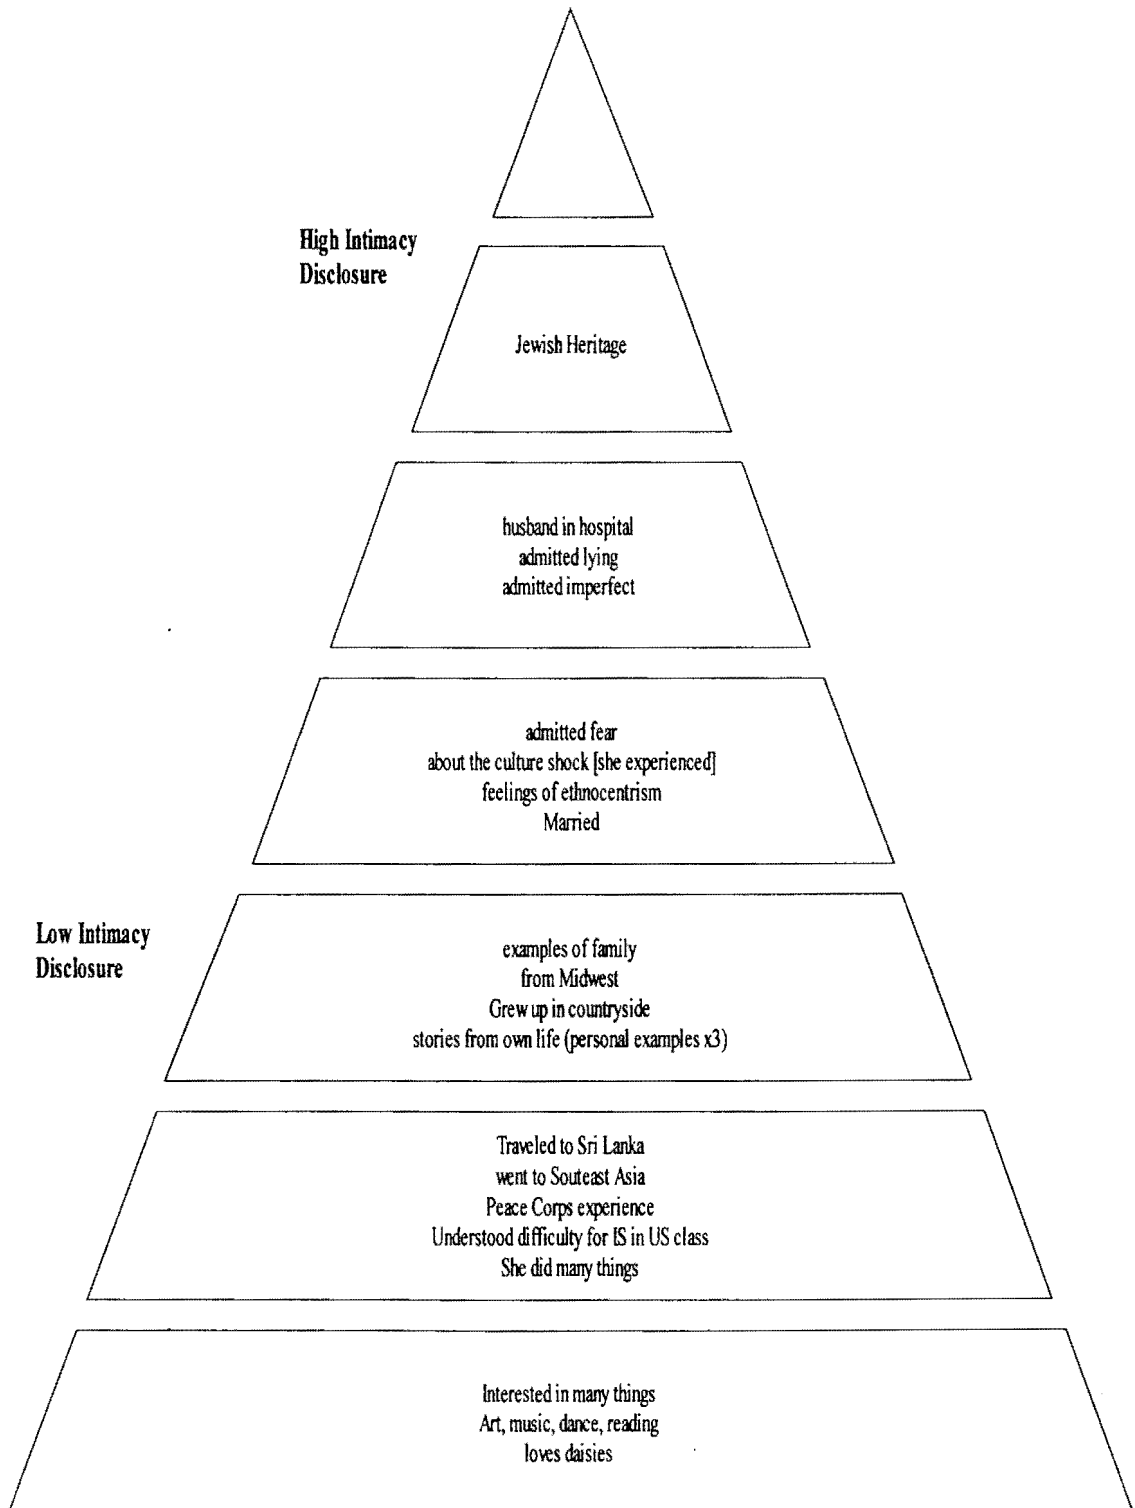 High Intimacy
Disclosure
Jewish Heritage
husband in hospital
admitted lying
admitted imperfect
admitted fear
about the culture shock [she experienced]
feelings of ethnocentrism
Married
Low Intimacy
Disclosure
examples of family
from Midwest
Grew up in countryside
stories from own life (personal examples x3)
Traveled to Sri Lanka
went to Souteast Asia
Peace Corps experience
Understood difficulty for IS in US class
She did many things
Interested in many things
Art, music, dance, reading
loves daisies